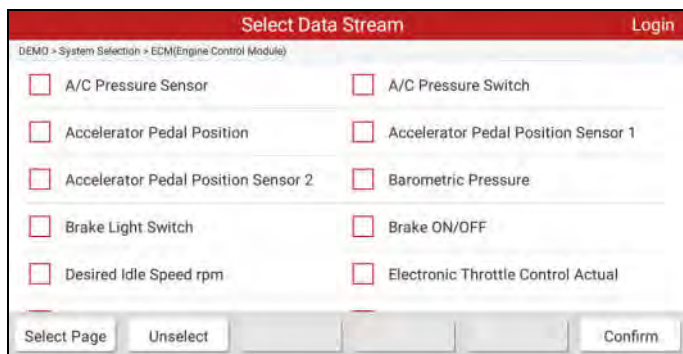 Select Data Stream Login
DEMO > System Selection > ECM(Engine Control Module)
A/C Pressure Sensor A/C Pressure Switch
Accelerator Pedal Position Accelerator Pedal Position Sensor 1
Accelerator Pedal Position Sensor 2 Barometric Pressure
Brake Light Switch Brake ON/OFF
Desired Idle Speed rpm Electronic Throttle Control Actual
Select Page Unselect Confirm